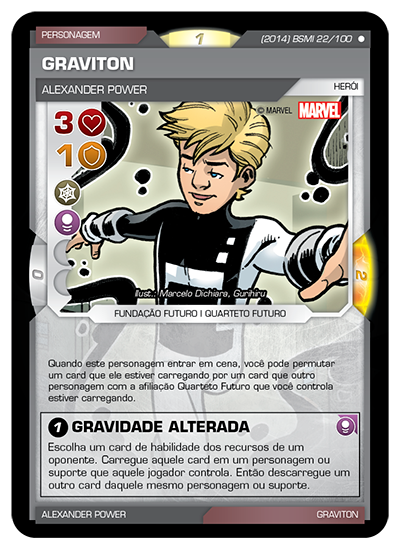 PERSONAGEM
1
(2014) BSMI 22/100 ●
GRAVITON
ALEXANDER POWER
HERÓI
© MARVEL
MARVEL
3
1
0
2
Illust.: Marcelo Dichiara, Gurihiru
FUNDAÇÃO FUTURO | QUARTETO FUTURO
Quando este personagem entrar em cena, você pode permutar
um card que ele estiver carregando por um card que outro
personagem com a afiliação Quarteto Futuro que você controla
estiver carregando.
1 GRAVIDADE ALTERADA
Escolha um card de habilidade dos recursos de um
oponente. Carregue aquele card em um personagem ou
suporte que aquele jogador controla. Então descarregue um
outro card daquele mesmo personagem ou suporte.
ALEXANDER POWER
GRAVITON